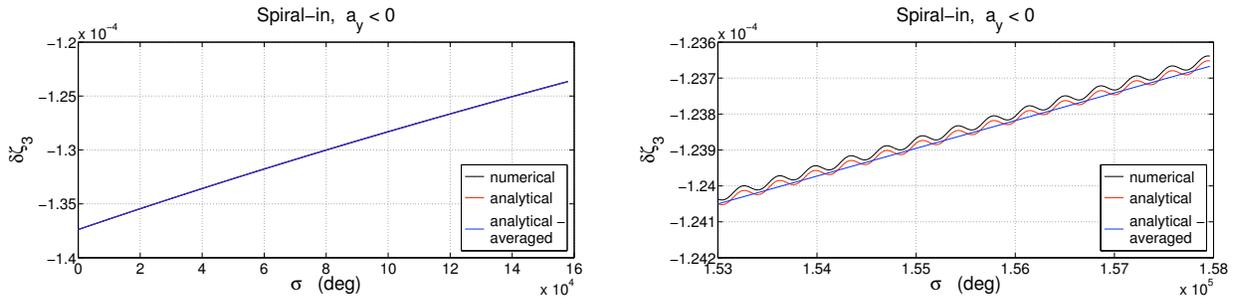 Spiral−in, a_y < 0
x 10^−4
−1.2
−1.25
−1.3
−1.35
−1.4
δζ_3
0 2 4 6 8 10 12 14 16
x 10^4
σ (deg)
numerical
analytical
analytical −
averaged
Spiral−in, a_y < 0
x 10^−4
−1.236
−1.237
−1.238
−1.239
−1.24
−1.241
−1.242
δζ_3
1.53 1.54 1.55 1.56 1.57 1.58
x 10^5
σ (deg)
numerical
analytical
analytical −
averaged